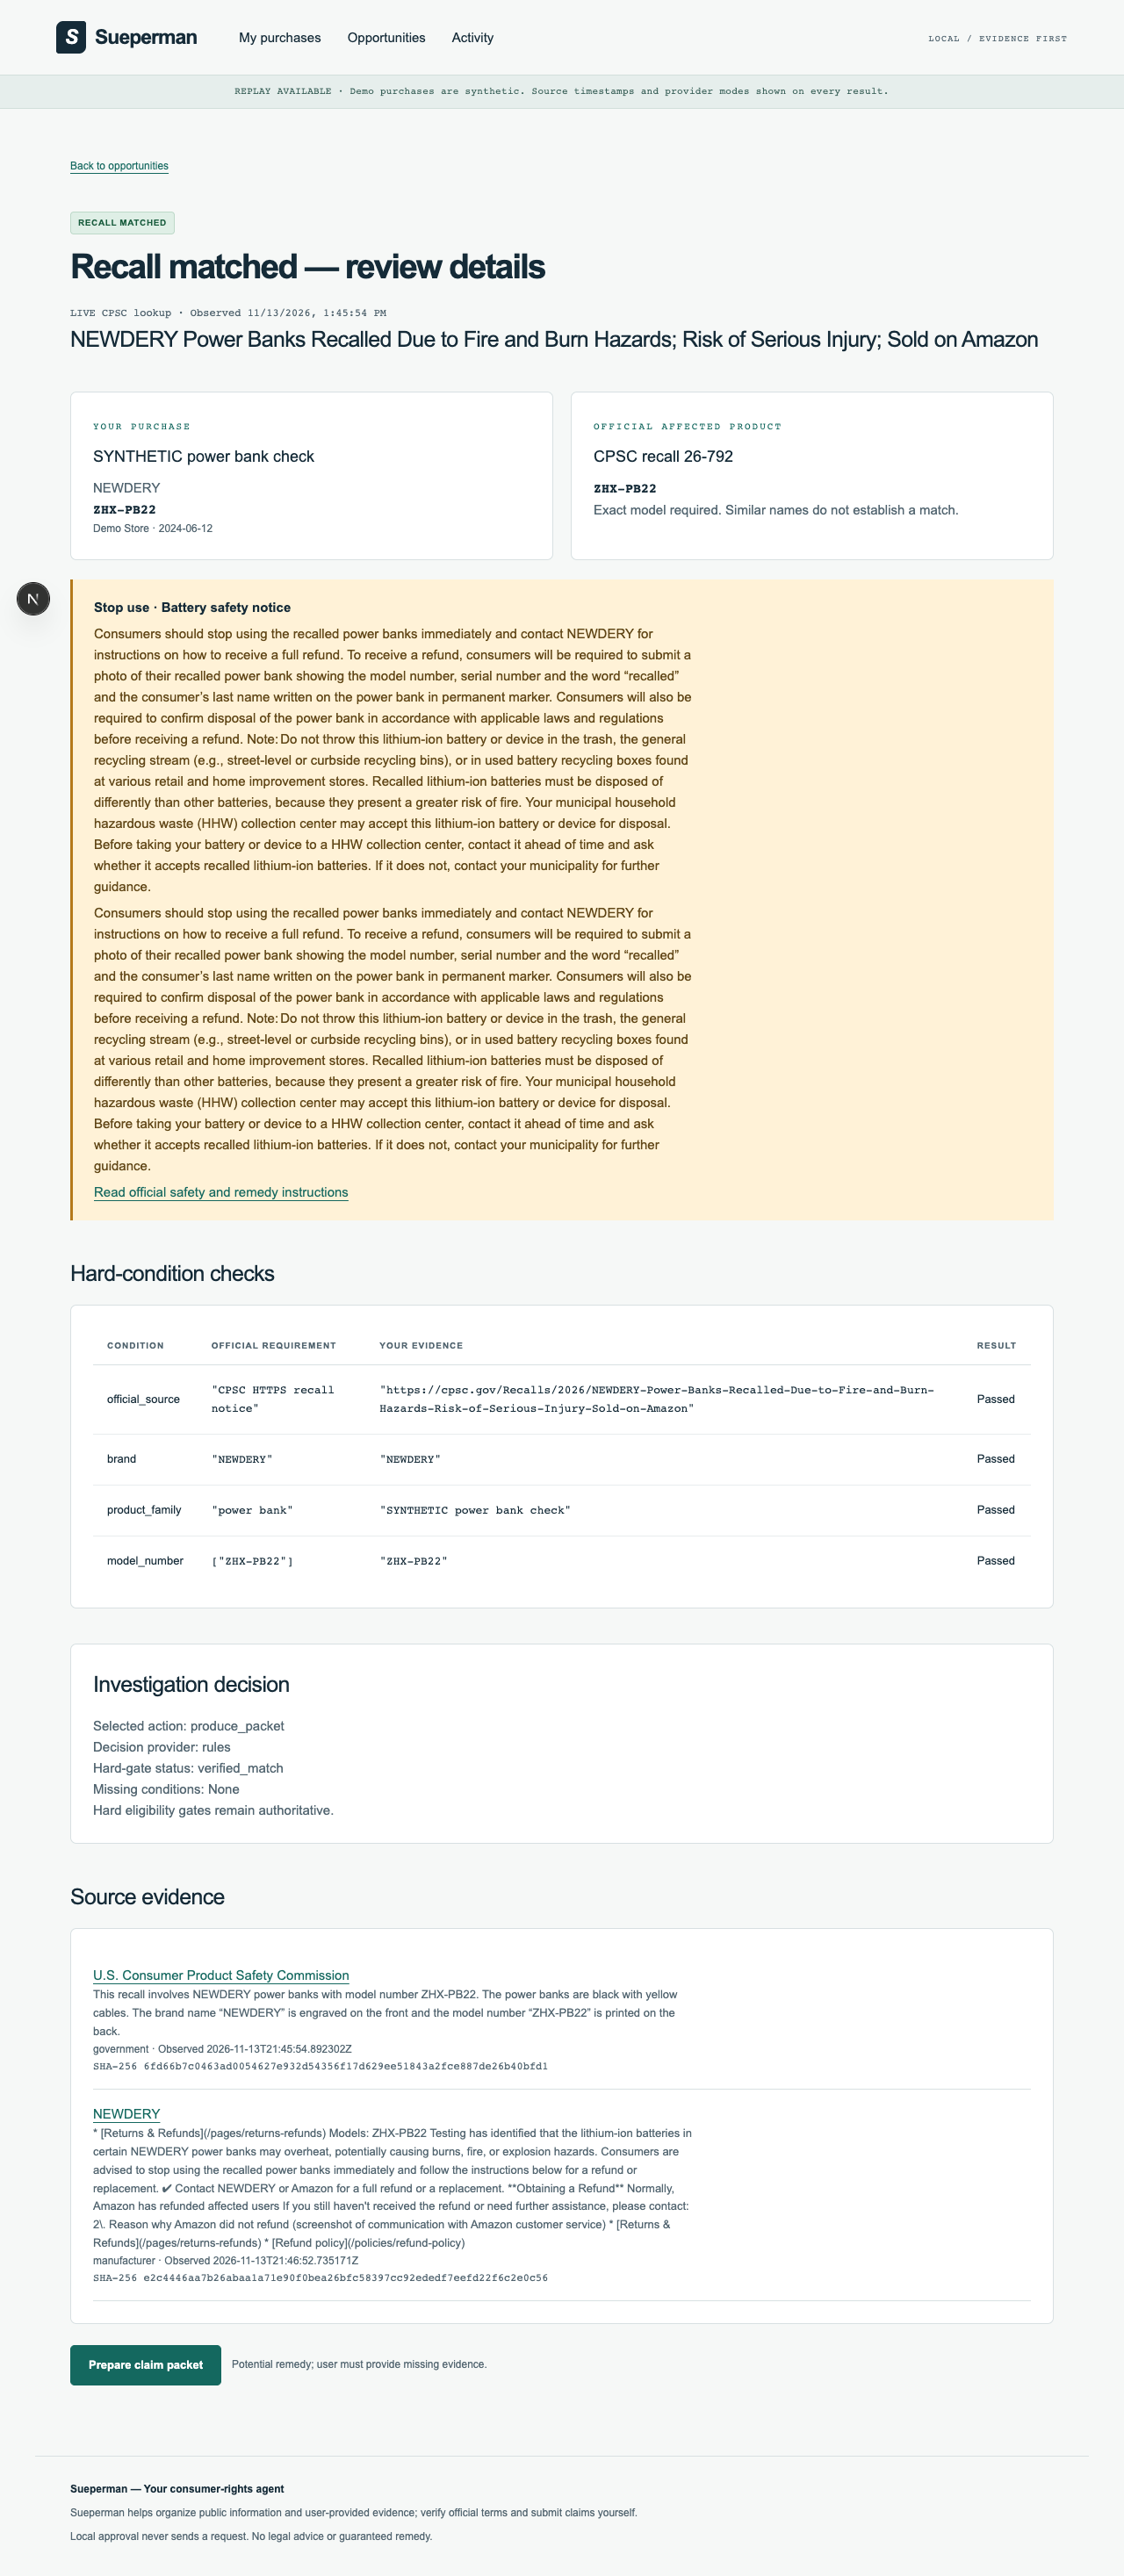 S Sueperman My purchases Opportunities Activity LOCAL / EVIDENCE FIRST
REPLAY AVAILABLE · Demo purchases are synthetic. Source timestamps and provider modes shown on every result.
Back to opportunities
RECALL MATCHED
Recall matched — review details
LIVE CPSC lookup · Observed 11/13/2026, 1:45:54 PM
NEWDERY Power Banks Recalled Due to Fire and Burn Hazards; Risk of Serious Injury; Sold on Amazon
YOUR PURCHASE
SYNTHETIC power bank check
NEWDERY
ZHX-PB22
Demo Store · 2024-06-12
OFFICIAL AFFECTED PRODUCT
CPSC recall 26-792
ZHX-PB22
Exact model required. Similar names do not establish a match.
N
Stop use · Battery safety notice
Consumers should stop using the recalled power banks immediately and contact NEWDERY for
instructions on how to receive a full refund. To receive a refund, consumers will be required to submit a
photo of their recalled power bank showing the model number, serial number and the word “recalled”
and the consumer’s last name written on the power bank in permanent marker. Consumers will also be
required to confirm disposal of the power bank in accordance with applicable laws and regulations
before receiving a refund. Note: Do not throw this lithium-ion battery or device in the trash, the general
recycling stream (e.g., street-level or curbside recycling bins), or in used battery recycling boxes found
at various retail and home improvement stores. Recalled lithium-ion batteries must be disposed of
differently than other batteries, because they present a greater risk of fire. Your municipal household
hazardous waste (HHW) collection center may accept this lithium-ion battery or device for disposal.
Before taking your battery or device to a HHW collection center, contact it ahead of time and ask
whether it accepts recalled lithium-ion batteries. If it does not, contact your municipality for further
guidance.
Consumers should stop using the recalled power banks immediately and contact NEWDERY for
instructions on how to receive a full refund. To receive a refund, consumers will be required to submit a
photo of their recalled power bank showing the model number, serial number and the word “recalled”
and the consumer’s last name written on the power bank in permanent marker. Consumers will also be
required to confirm disposal of the power bank in accordance with applicable laws and regulations
before receiving a refund. Note: Do not throw this lithium-ion battery or device in the trash, the general
recycling stream (e.g., street-level or curbside recycling bins), or in used battery recycling boxes found
at various retail and home improvement stores. Recalled lithium-ion batteries must be disposed of
differently than other batteries, because they present a greater risk of fire. Your municipal household
hazardous waste (HHW) collection center may accept this lithium-ion battery or device for disposal.
Before taking your battery or device to a HHW collection center, contact it ahead of time and ask
whether it accepts recalled lithium-ion batteries. If it does not, contact your municipality for further
guidance.
Read official safety and remedy instructions
Hard-condition checks
CONDITION OFFICIAL REQUIREMENT YOUR EVIDENCE RESULT
official_source "CPSC HTTPS recall notice" "https://cpsc.gov/Recalls/2026/NEWDERY-Power-Banks-Recalled-Due-to-Fire-and-Burn-Hazards-Risk-of-Serious-Injury-Sold-on-Amazon" Passed
brand "NEWDERY" "NEWDERY" Passed
product_family "power bank" "SYNTHETIC power bank check" Passed
model_number ["ZHX-PB22"] "ZHX-PB22" Passed
Investigation decision
Selected action: produce_packet
Decision provider: rules
Hard-gate status: verified_match
Missing conditions: None
Hard eligibility gates remain authoritative.
Source evidence
U.S. Consumer Product Safety Commission
This recall involves NEWDERY power banks with model number ZHX-PB22. The power banks are black with yellow
cables. The brand name “NEWDERY” is engraved on the front and the model number “ZHX-PB22” is printed on the
back.
government · Observed 2026-11-13T21:45:54.892302Z
SHA-256 6fd66b7c0463ad0054627e932d54356f17d629ee51843a2fce887de26b40bfd1
NEWDERY
* [Returns & Refunds](/pages/returns-refunds) Models: ZHX-PB22 Testing has identified that the lithium-ion batteries in
certain NEWDERY power banks may overheat, potentially causing burns, fire, or explosion hazards. Consumers are
advised to stop using the recalled power banks immediately and follow the instructions below for a refund or
replacement. ✔ Contact NEWDERY or Amazon for a full refund or a replacement. **Obtaining a Refund** Normally,
Amazon has refunded affected users If you still haven't received the refund or need further assistance, please contact:
2\. Reason why Amazon did not refund (screenshot of communication with Amazon customer service) * [Returns &
Refunds](/pages/returns-refunds) * [Refund policy](/policies/refund-policy)
manufacturer · Observed 2026-11-13T21:46:52.735171Z
SHA-256 e2c4446aa7b26abaa1a71e90f0bea26bfc58397cc92ededf7eefd22f6c2e0c56
Prepare claim packet Potential remedy; user must provide missing evidence.
Sueperman — Your consumer-rights agent
Sueperman helps organize public information and user-provided evidence; verify official terms and submit claims yourself.
Local approval never sends a request. No legal advice or guaranteed remedy.